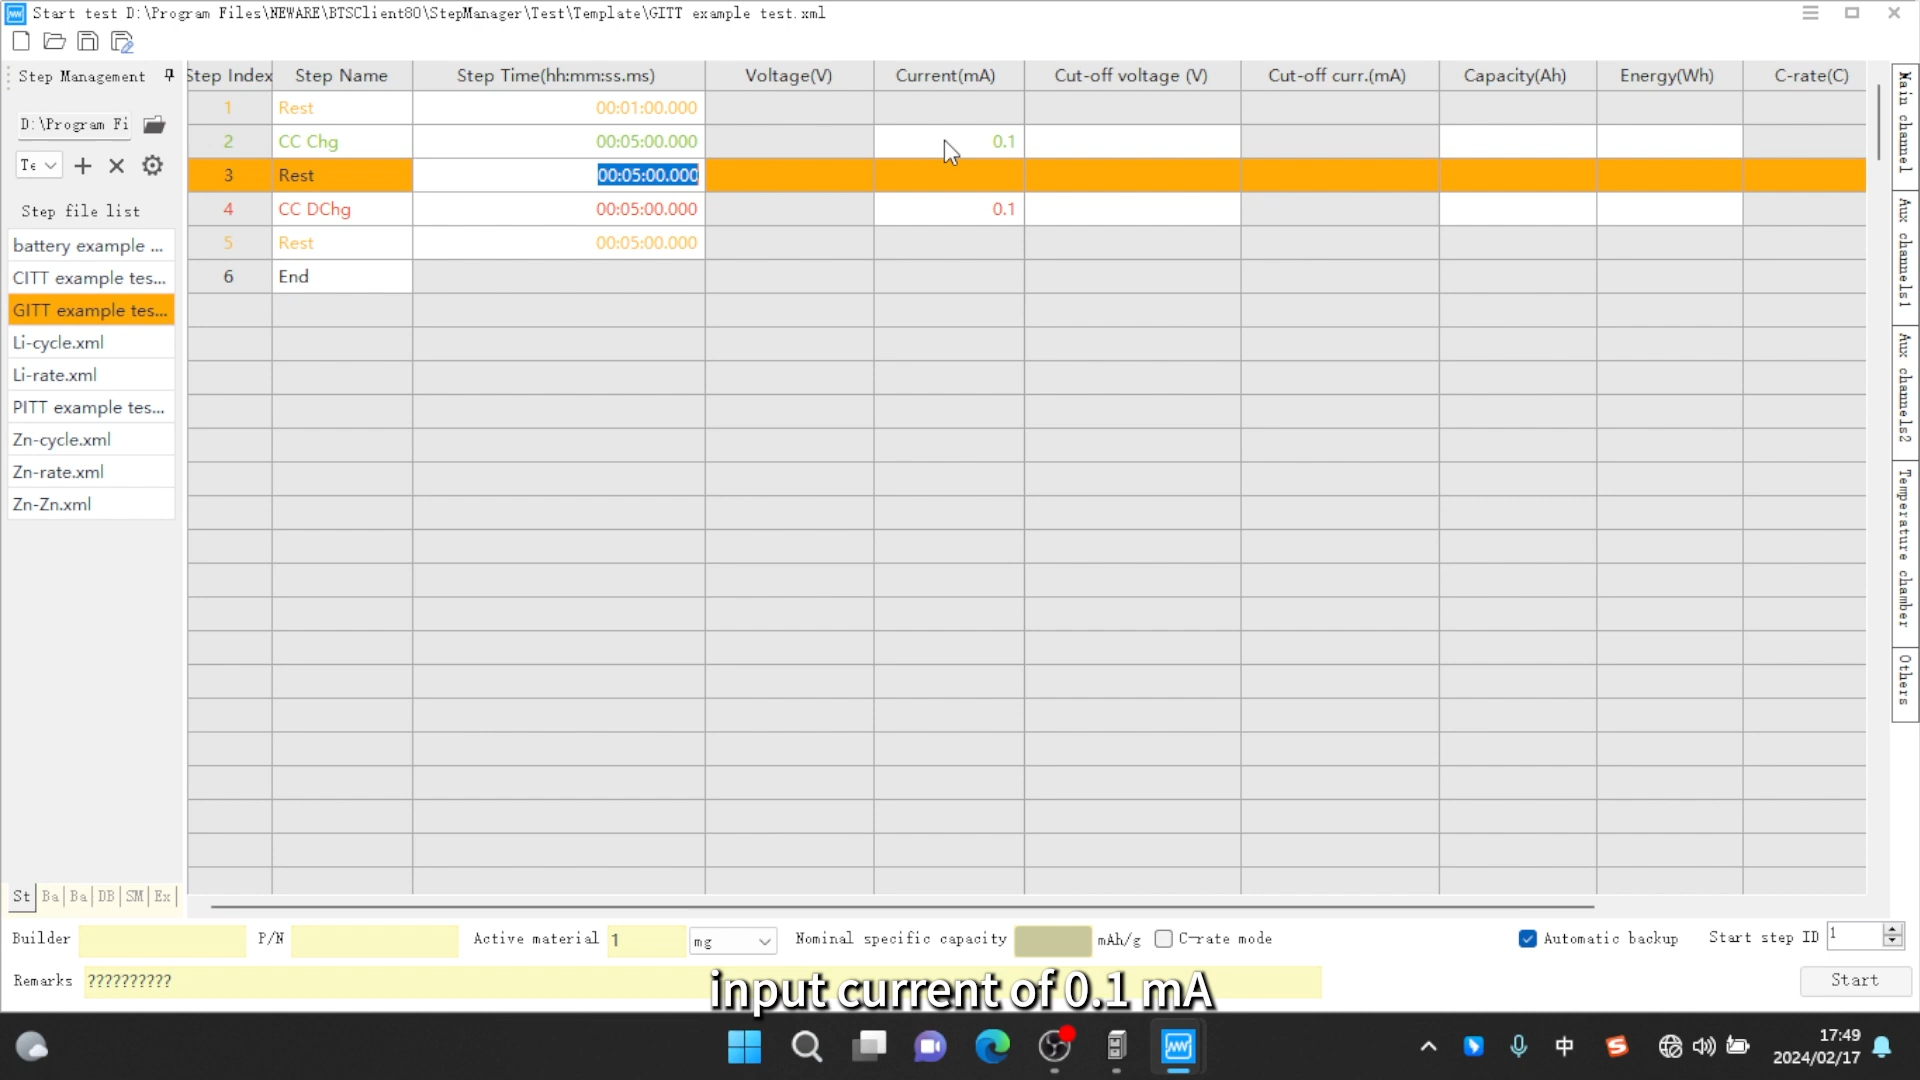 Start test D:\Program Files\NEWARE\BTSClient80\StepManager\Test\Template\GITT example test.xml
Step Management
D:\Program Fi
Te
Step file list
battery example ...
CITT example tes...
GITT example tes...
Li-cycle.xml
Li-rate.xml
PITT example tes...
Zn-cycle.xml
Zn-rate.xml
Zn-Zn.xml
St Ba Ba DB SM Ex
Step Index Step Name Step Time(hh:mm:ss.ms) Voltage(V) Current(mA) Cut-off voltage (V) Cut-off curr.(mA) Capacity(Ah) Energy(Wh) C-rate(C)
1 Rest 00:01:00.000
2 CC Chg 00:05:00.000 0.1
3 Rest 00:05:00.000
4 CC DChg 00:05:00.000 0.1
5 Rest 00:05:00.000
6 End
Main channel
Aux channels1
Aux channels2
Temperature chamber
Others
Builder P/N Active material 1 mg Nominal specific capacity mAh/g C-rate mode Automatic backup Start step ID 1
Remarks ?????????? Start
input current of 0.1 mA
中 17:49
2024/02/17